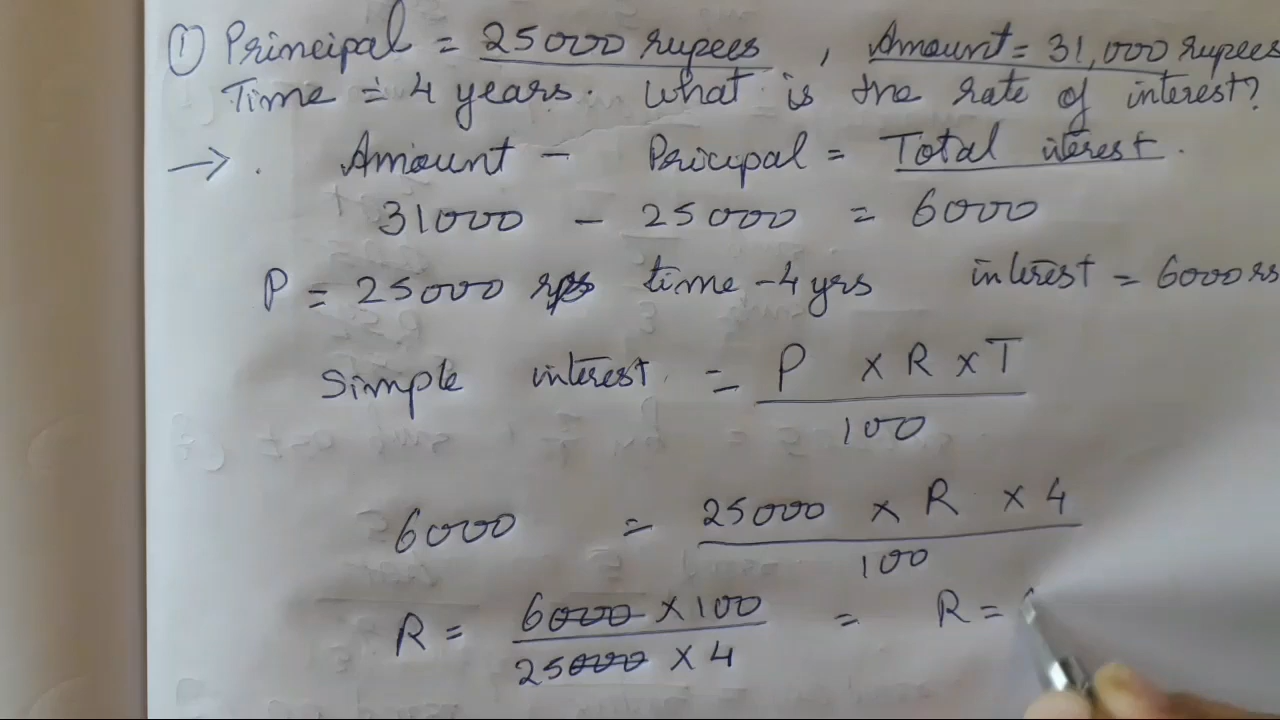 ① Principal = 25000 rupees , Amount = 31,000 rupees
Time = 4 years. What is the rate of interest?
→ . Amount - Pricipal = Total iterest.
31000 - 25000 = 6000
P = 25000 rps time - 4 yrs interest = 6000 rs
Simple interest. = P × R × T
100
6000 = 25000 × R × 4
100
R = 6000 × 100 = R =
25000 × 4